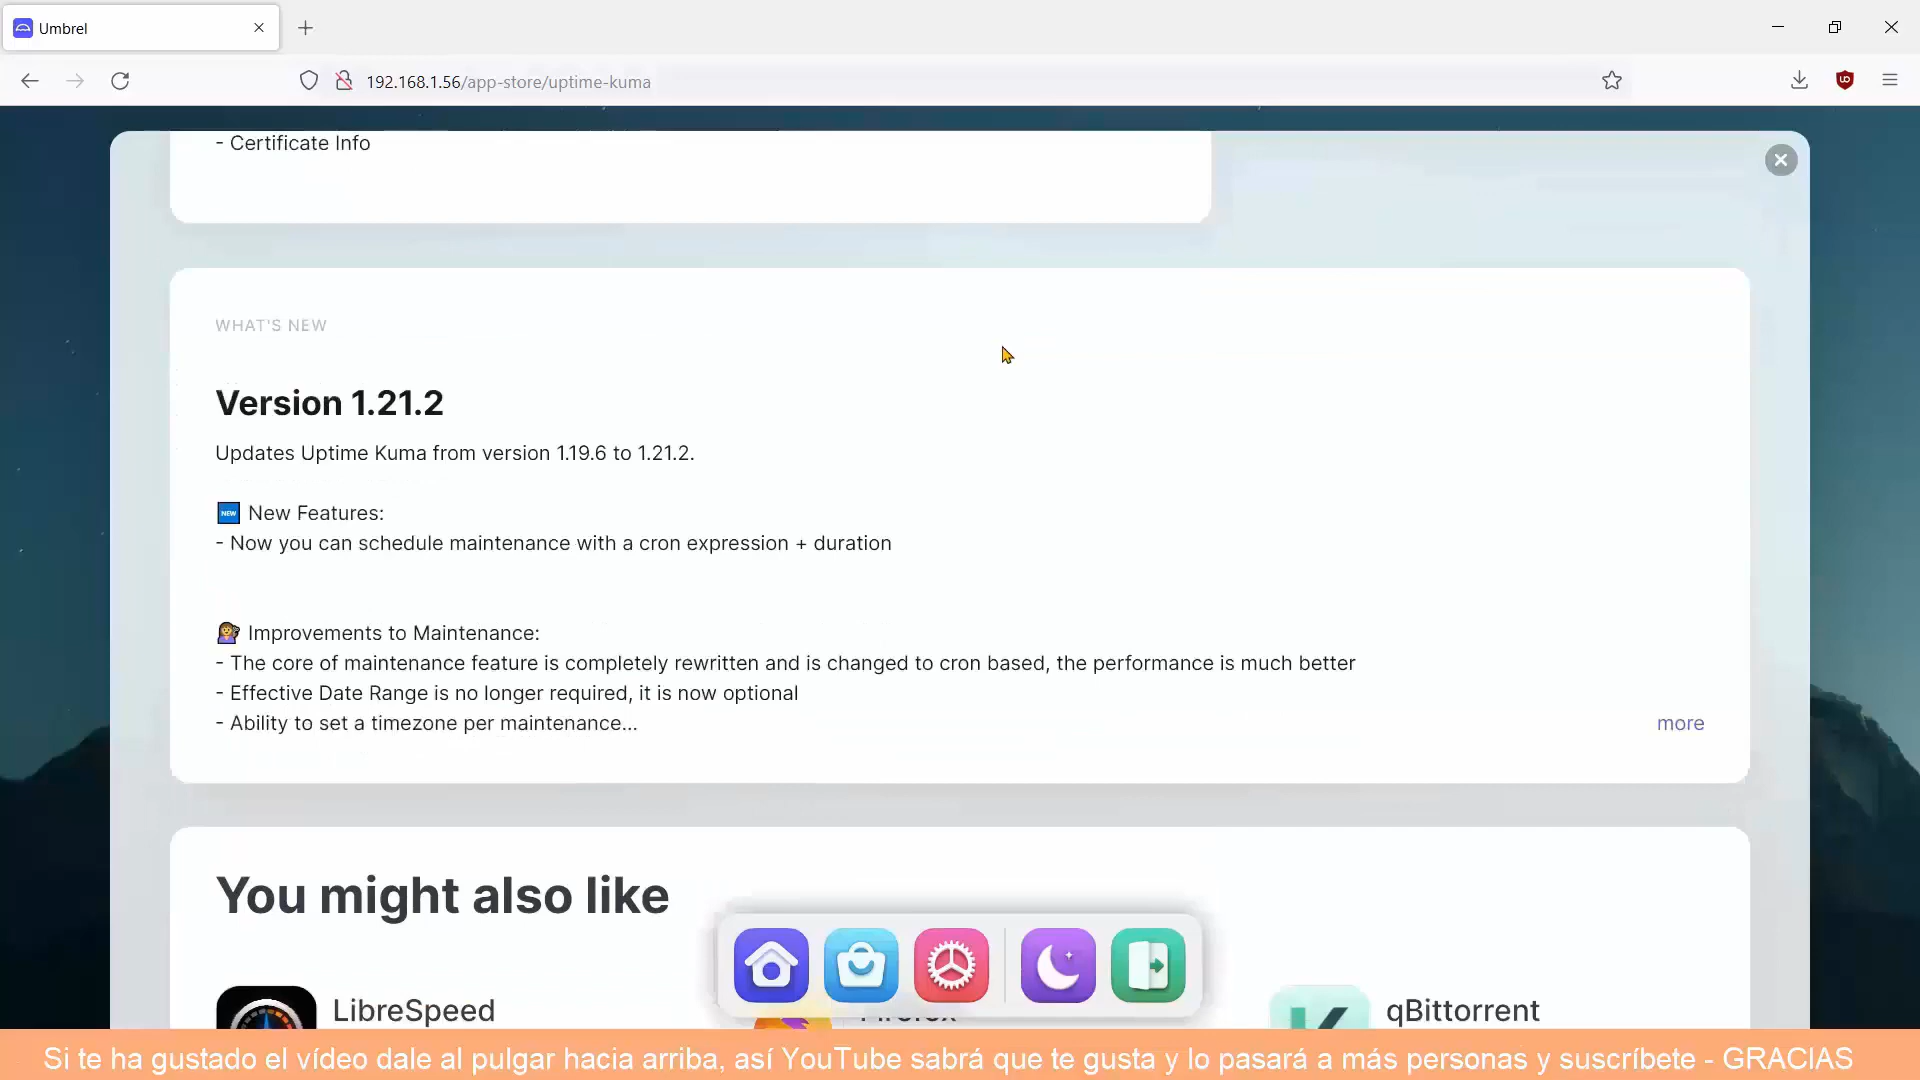 Umbrel
192.168.1.56/app-store/uptime-kuma
- Certificate Info
WHAT'S NEW
Version 1.21.2
Updates Uptime Kuma from version 1.19.6 to 1.21.2.
NEW New Features:
- Now you can schedule maintenance with a cron expression + duration
Improvements to Maintenance:
- The core of maintenance feature is completely rewritten and is changed to cron based, the performance is much better
- Effective Date Range is no longer required, it is now optional
- Ability to set a timezone per maintenance...
more
You might also like
LibreSpeed
qBittorrent
Si te ha gustado el vídeo dale al pulgar hacia arriba, así YouTube sabrá que te gusta y lo pasará a más personas y suscríbete - GRACIAS